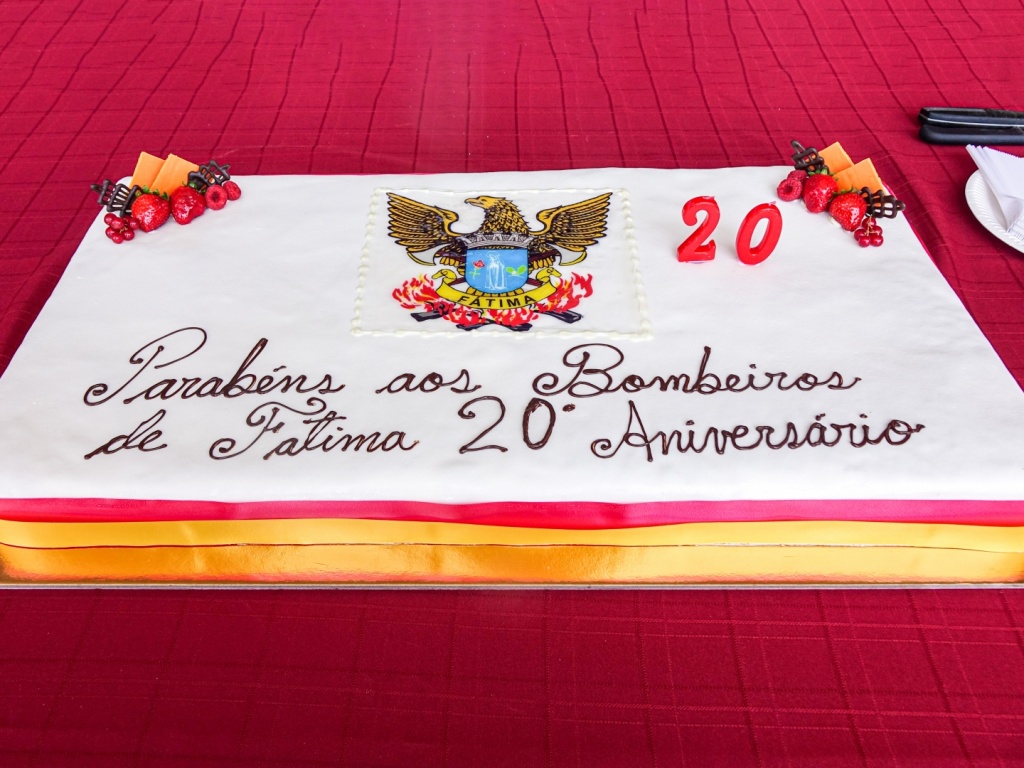 20
FÁTIMA
Parabéns aos Bombeiros
de Fátima 20º Aniversário